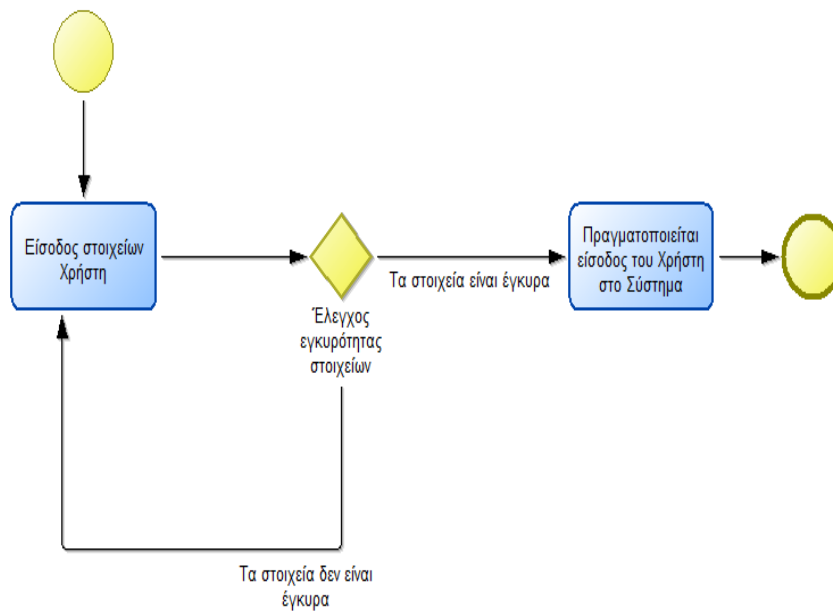 Είσοδος στοιχείων
Χρήστη
Έλεγχος
εγκυρότητας
στοιχείων
Τα στοιχεία είναι έγκυρα
Πραγματοποιείται
είσοδος του Χρήστη
στο Σύστημα
Τα στοιχεία δεν είναι
έγκυρα